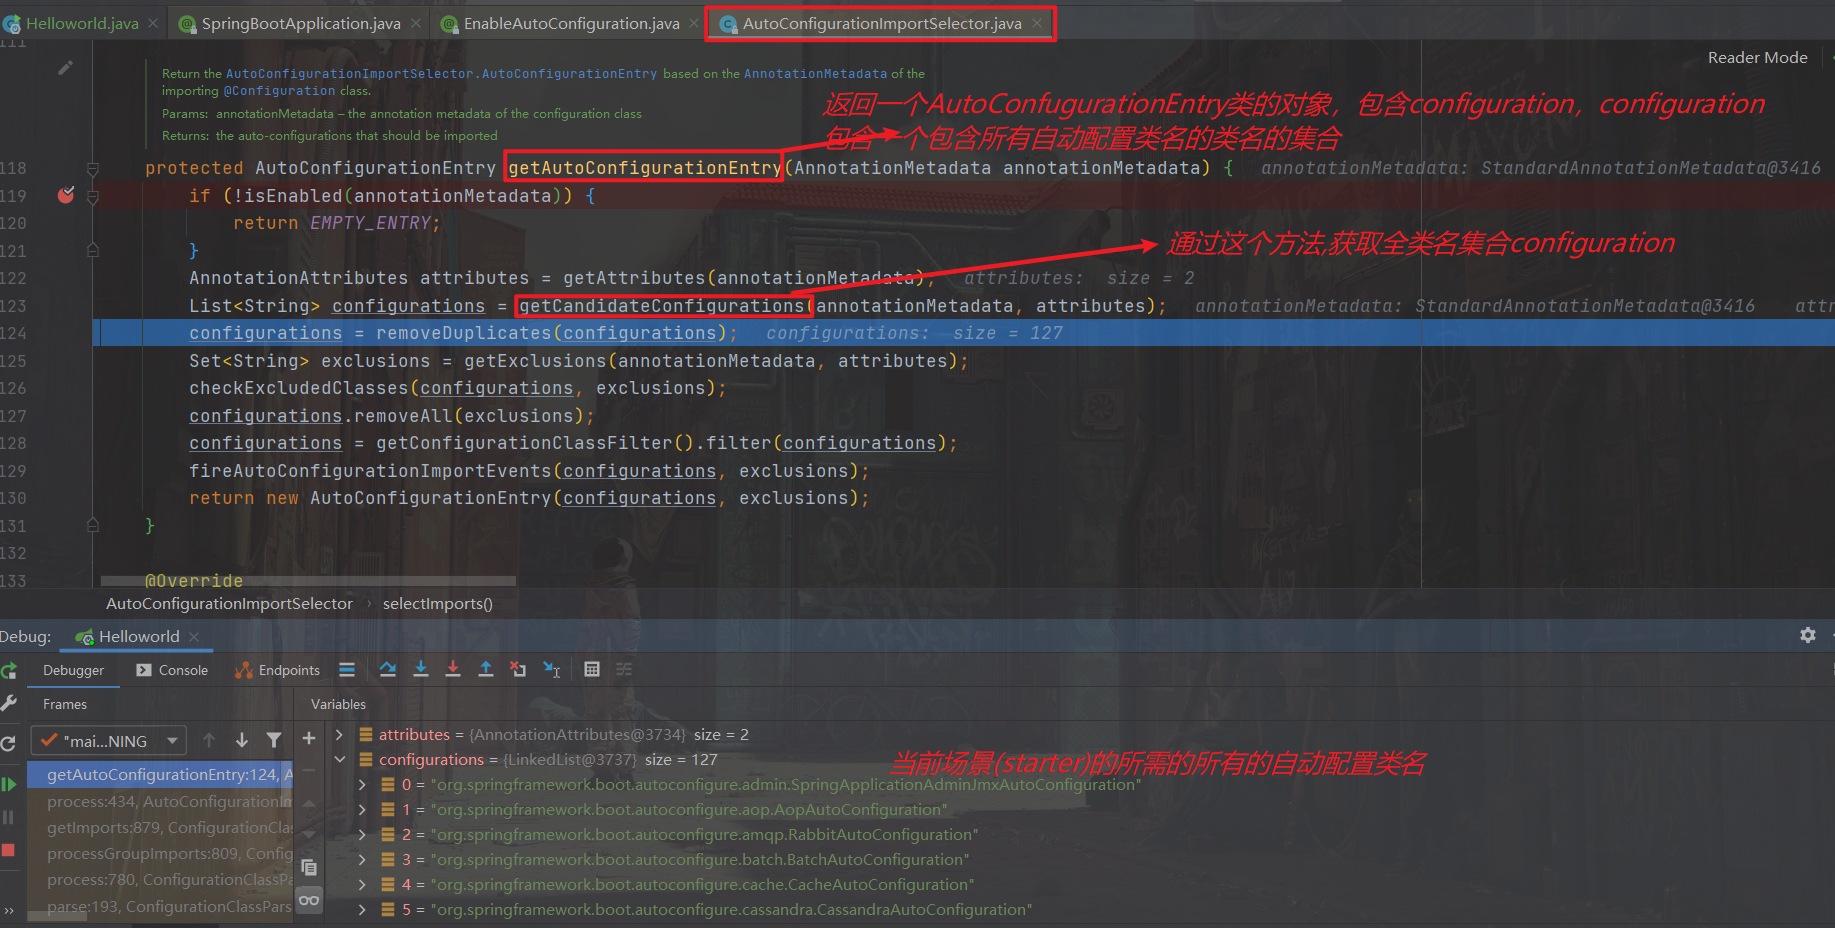 Helloworld.java SpringBootApplication.java EnableAutoConfiguration.java AutoConfigurationImportSelector.java
111
Reader Mode
Return the AutoConfigurationImportSelector.AutoConfigurationEntry based on the AnnotationMetadata of the
importing @Configuration class.
Params: annotationMetadata – the annotation metadata of the configuration class
Returns: the auto-configurations that should be imported
返回一个AutoConfugurationEntry类的对象，包含configuration，configuration
包含一个包含所有自动配置类名的类名的集合
118 protected AutoConfigurationEntry getAutoConfigurationEntry(AnnotationMetadata annotationMetadata) { annotationMetadata: StandardAnnotationMetadata@3416
119 if (!isEnabled(annotationMetadata)) {
120 return EMPTY_ENTRY;
121 }
通过这个方法,获取全类名集合configuration
122 AnnotationAttributes attributes = getAttributes(annotationMetadata); attributes: size = 2
123 List<String> configurations = getCandidateConfigurations(annotationMetadata, attributes); annotationMetadata: StandardAnnotationMetadata@3416 attr
124 configurations = removeDuplicates(configurations); configurations: size = 127
125 Set<String> exclusions = getExclusions(annotationMetadata, attributes);
126 checkExcludedClasses(configurations, exclusions);
127 configurations.removeAll(exclusions);
128 configurations = getConfigurationClassFilter().filter(configurations);
129 fireAutoConfigurationImportEvents(configurations, exclusions);
130 return new AutoConfigurationEntry(configurations, exclusions);
131 }
132
133 @Override
AutoConfigurationImportSelector › selectImports()
Debug: Helloworld
Debugger Console Endpoints
Frames Variables
"mai...NING
getAutoConfigurationEntry:124, A
process:434, AutoConfigurationIm
getImports:879, ConfigurationClas
processGroupImports:809, Config
process:780, ConfigurationClassPa
parse:193, ConfigurationClassPars
attributes = {AnnotationAttributes@3734} size = 2
configurations = {LinkedList@3737} size = 127
当前场景(starter)的所需的所有的自动配置类名
0 = "org.springframework.boot.autoconfigure.admin.SpringApplicationAdminJmxAutoConfiguration"
1 = "org.springframework.boot.autoconfigure.aop.AopAutoConfiguration"
2 = "org.springframework.boot.autoconfigure.amqp.RabbitAutoConfiguration"
3 = "org.springframework.boot.autoconfigure.batch.BatchAutoConfiguration"
4 = "org.springframework.boot.autoconfigure.cache.CacheAutoConfiguration"
5 = "org.springframework.boot.autoconfigure.cassandra.CassandraAutoConfiguration"